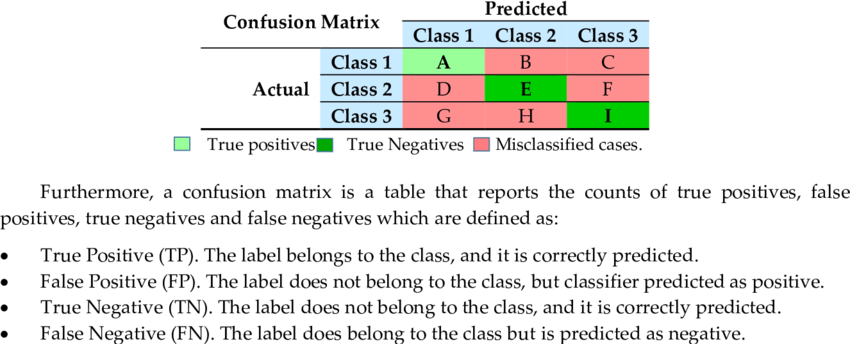 Confusion Matrix Predicted
Class 1 Class 2 Class 3
Actual Class 1 A B C
Class 2 D E F
Class 3 G H I
True positives True Negatives Misclassified cases.
Furthermore, a confusion matrix is a table that reports the counts of true positives, false
positives, true negatives and false negatives which are defined as:
• True Positive (TP). The label belongs to the class, and it is correctly predicted.
• False Positive (FP). The label does not belong to the class, but classifier predicted as positive.
• True Negative (TN). The label does not belong to the class, and it is correctly predicted.
• False Negative (FN). The label does belong to the class but is predicted as negative.